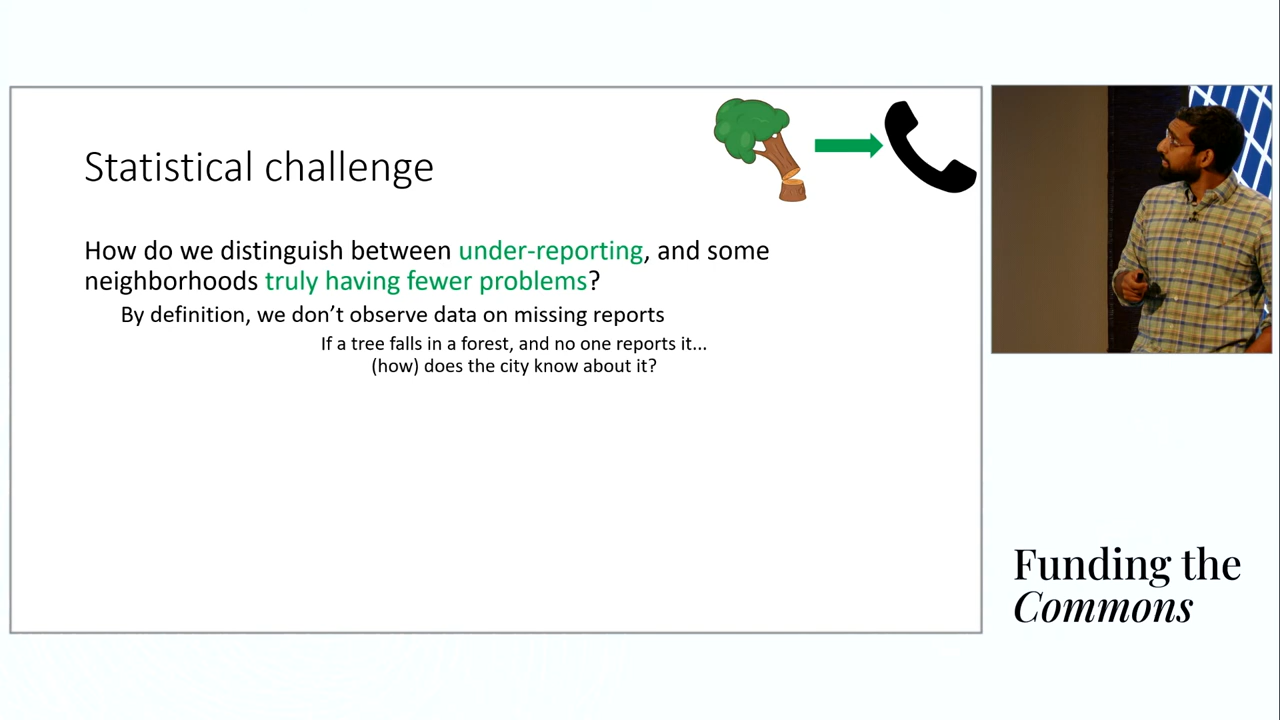 Statistical challenge
How do we distinguish between under-reporting, and some
neighborhoods truly having fewer problems?
By definition, we don’t observe data on missing reports
If a tree falls in a forest, and no one reports it...
(how) does the city know about it?
Funding the
Commons